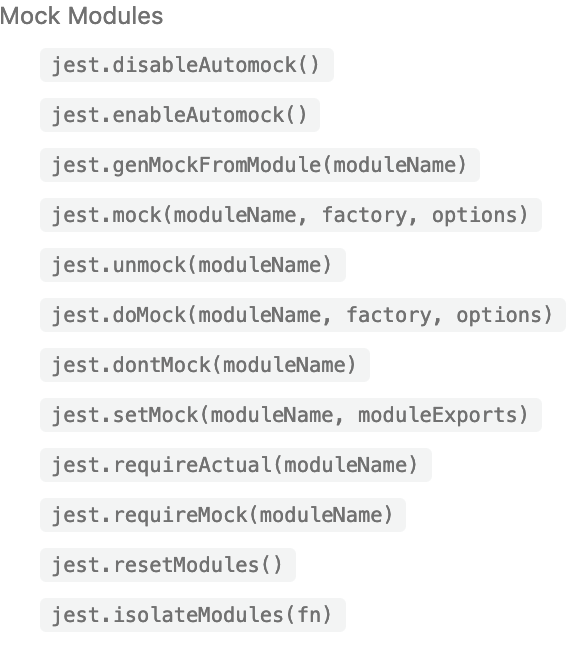 Mock Modules
jest.disableAutomock()
jest.enableAutomock()
jest.genMockFromModule(moduleName)
jest.mock(moduleName, factory, options)
jest.unmock(moduleName)
jest.doMock(moduleName, factory, options)
jest.dontMock(moduleName)
jest.setMock(moduleName, moduleExports)
jest.requireActual(moduleName)
jest.requireMock(moduleName)
jest.resetModules()
jest.isolateModules(fn)